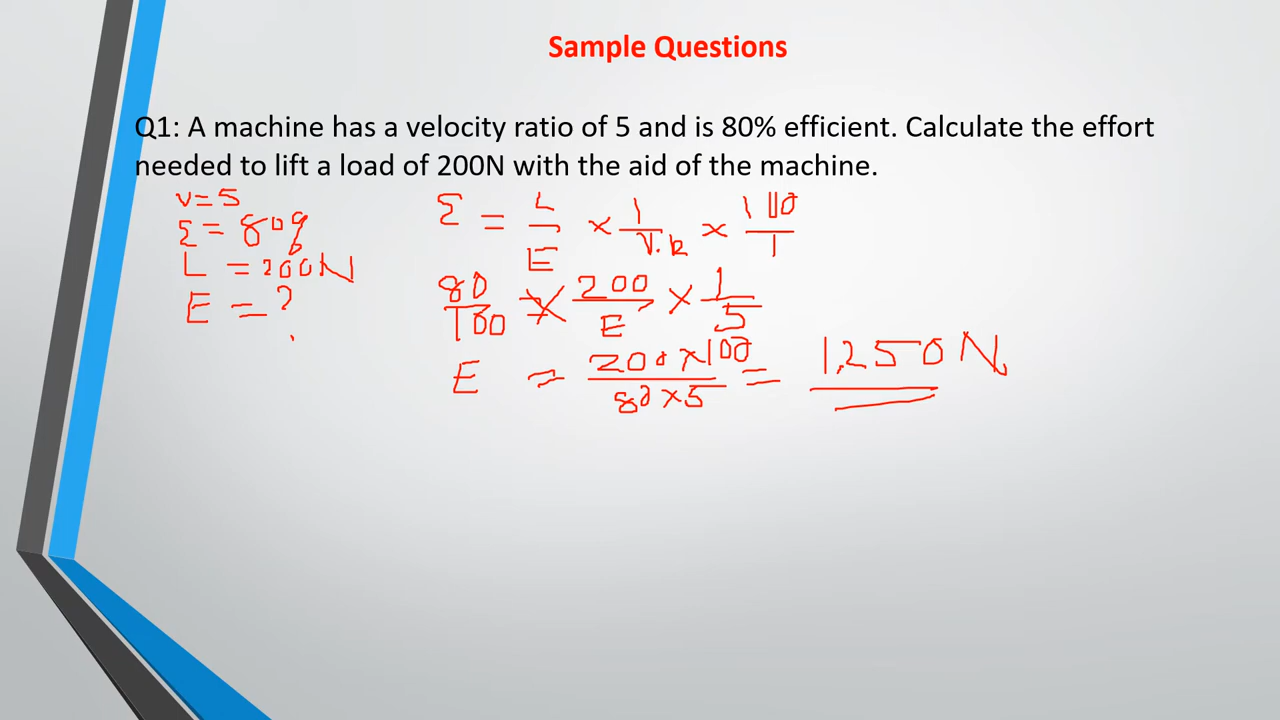 Sample Questions
Q1: A machine has a velocity ratio of 5 and is 80% efficient. Calculate the effort
needed to lift a load of 200N with the aid of the machine.
v = 5
Σ = 80%
L = 200N
E = ?
Σ = L/E × 1/V.R × 100/1
80/100 × 200/E × 1/5
E = 200×100/80×5 = 1,250 N